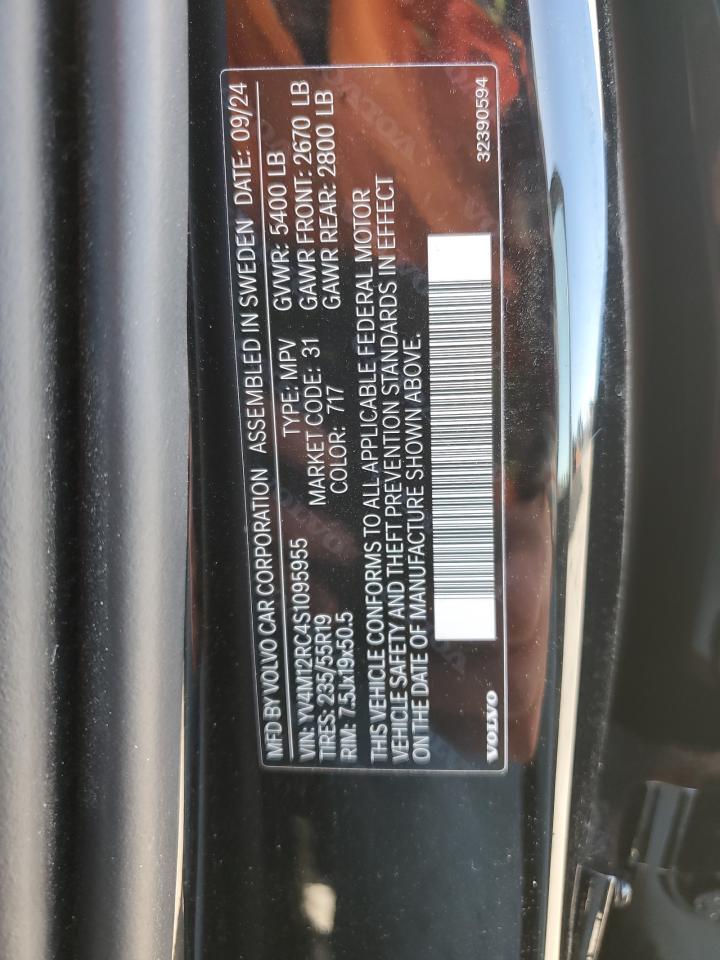 MFD BY VOLVO CAR CORPORATION ASSEMBLED IN SWEDEN DATE: 09/24
VIN: YV4M12RC4S1095955 TYPE: MPV GVWR: 5400 LB
TIRES: 235/55R19 MARKET CODE: 31 GAWR FRONT: 2670 LB
RIM: 7.5Jx19x50.5 COLOR: 717 GAWR REAR: 2800 LB
THIS VEHICLE CONFORMS TO ALL APPLICABLE FEDERAL MOTOR
VEHICLE SAFETY AND THEFT PREVENTION STANDARDS IN EFFECT
ON THE DATE OF MANUFACTURE SHOWN ABOVE.
VOLVO 32390594